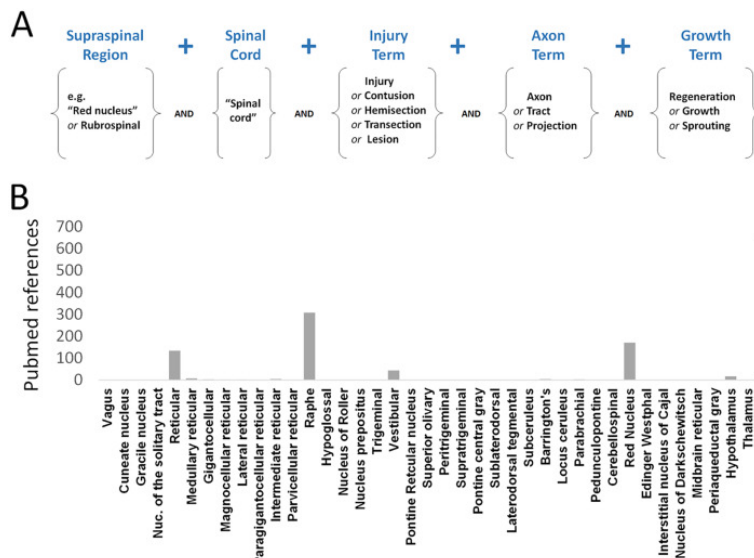 A
Supraspinal Region + Spinal Cord + Injury Term + Axon Term + Growth Term
e.g.
"Red nucleus"
or Rubrospinal
AND
"Spinal
cord"
AND
Injury
or Contusion
or Hemisection
or Transection
or Lesion
AND
Axon
or Tract
or Projection
AND
Regeneration
or Growth
or Sprouting
B
Pubmed references
700
600
500
400
300
200
100
0
Vagus
Cuneate nucleus
Gracile nucleus
Nuc. of the solitary tract
Reticular
Medullary reticular
Gigantocellular
Magnocellular reticular
Lateral reticular
Paragigantocellular reticular
Intermediate reticular
Parvicellular reticular
Raphe
Hypoglossal
Nucleus of Roller
Nucleus prepositus
Trigeminal
Vestibular
Pontine Retcular nucleus
Superior olivary
Peritrigeminal
Supratrigeminal
Pontine central gray
Sublaterodorsal
Laterodorsal tegmental
Subceruleus
Barrington's
Locus ceruleus
Parabrachial
Pedunculopontine
Cerebellospinal
Red Nucleus
Edinger Westphal
Interstitial nucleus of Cajal
Nucleus of Darkschewitsch
Midbrain reticular
Periaqueductal gray
Hypothalamus
Thalamus